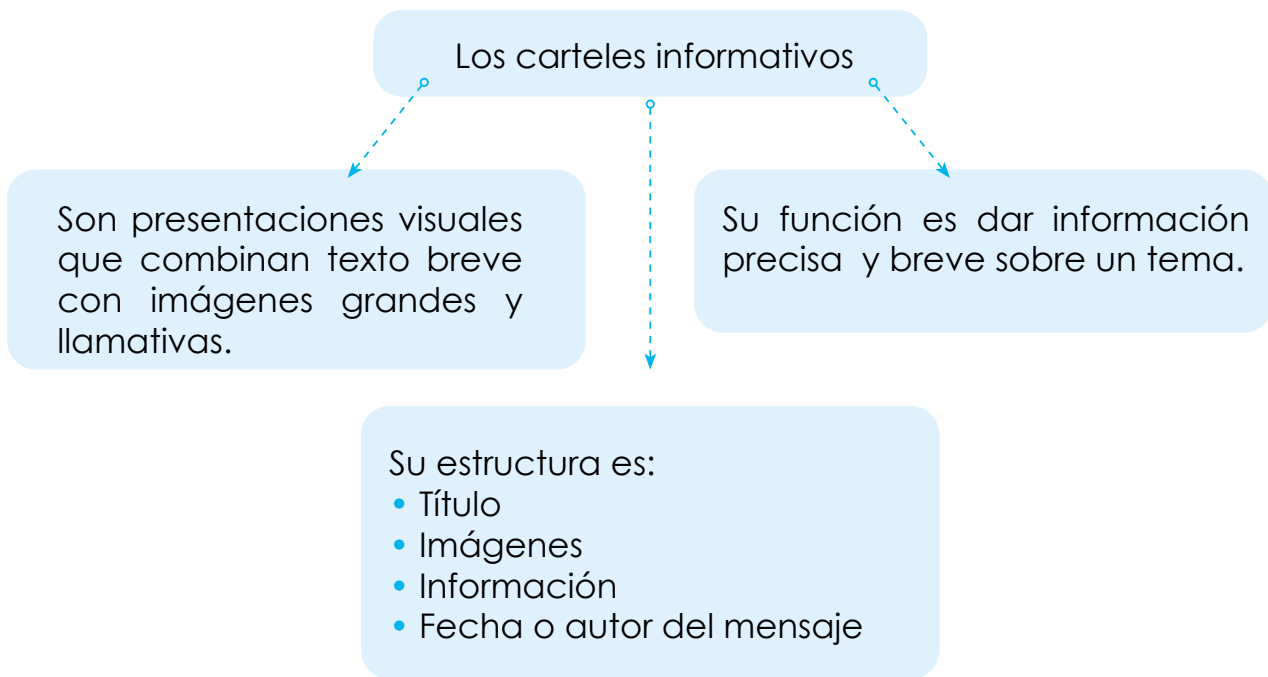 Los carteles informativos
Son presentaciones visuales
que combinan texto breve
con imágenes grandes y
llamativas.
Su función es dar información
precisa y breve sobre un tema.
Su estructura es:
• Título
• Imágenes
• Información
• Fecha o autor del mensaje